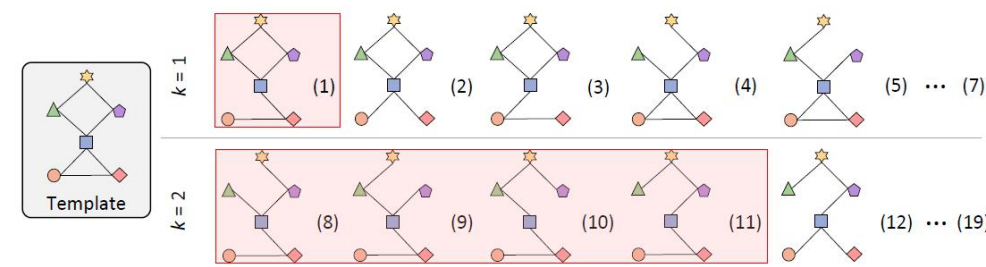 k = 1
(1)
(2)
(3)
(4)
(5) ••• (7)
Template
k = 2
(8)
(9)
(10)
(11)
(12) ••• (19)